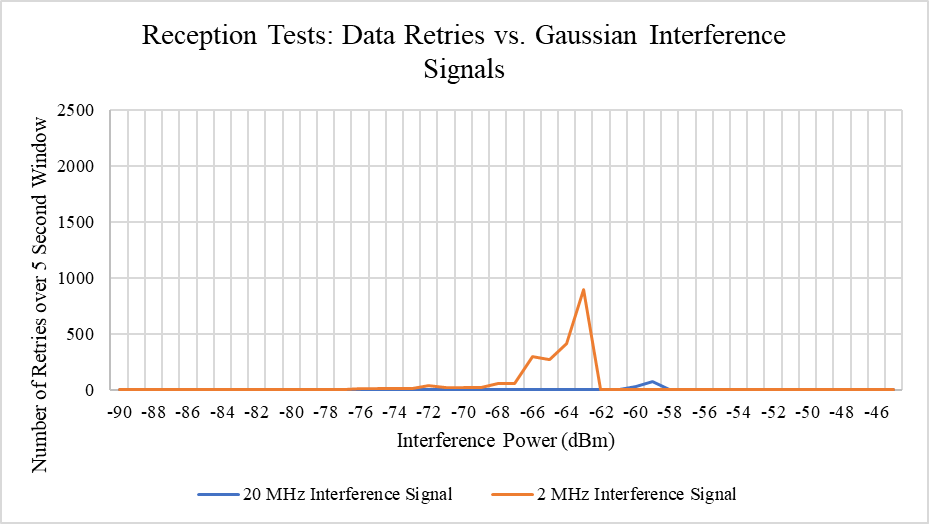 Reception Tests: Data Retries vs. Gaussian Interference
Signals
Number of Retries over 5 Second Window
2500
2000
1500
1000
500
0
-90 -88 -86 -84 -82 -80 -78 -76 -74 -72 -70 -68 -66 -64 -62 -60 -58 -56 -54 -52 -50 -48 -46
Interference Power (dBm)
20 MHz Interference Signal 2 MHz Interference Signal